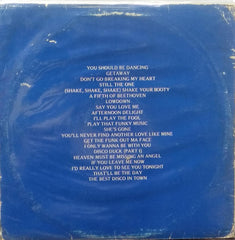 YOU SHOULD BE DANCING
GETAWAY
DON'T GO BREAKING MY HEART
STILL THE ONE
(SHAKE, SHAKE, SHAKE) SHAKE YOUR BOOTY
A FIFTH OF BEETHOVEN
LOWDOWN
SAY YOU LOVE ME
AFTERNOON DELIGHT
I'LL PLAY THE FOOL
PLAY THAT FUNKY MUSIC
SHE'S GONE
YOU'LL NEVER FIND ANOTHER LOVE LIKE MINE
GET THE FUNK OUT MA FACE
I ONLY WANNA BE WITH YOU
DISCO DUCK (PART I)
HEAVEN MUST BE MISSING AN ANGEL
IF YOU LEAVE ME NOW
I'D REALLY LOVE TO SEE YOU TONIGHT
THAT'LL BE THE DAY
THE BEST DISCO IN TOWN